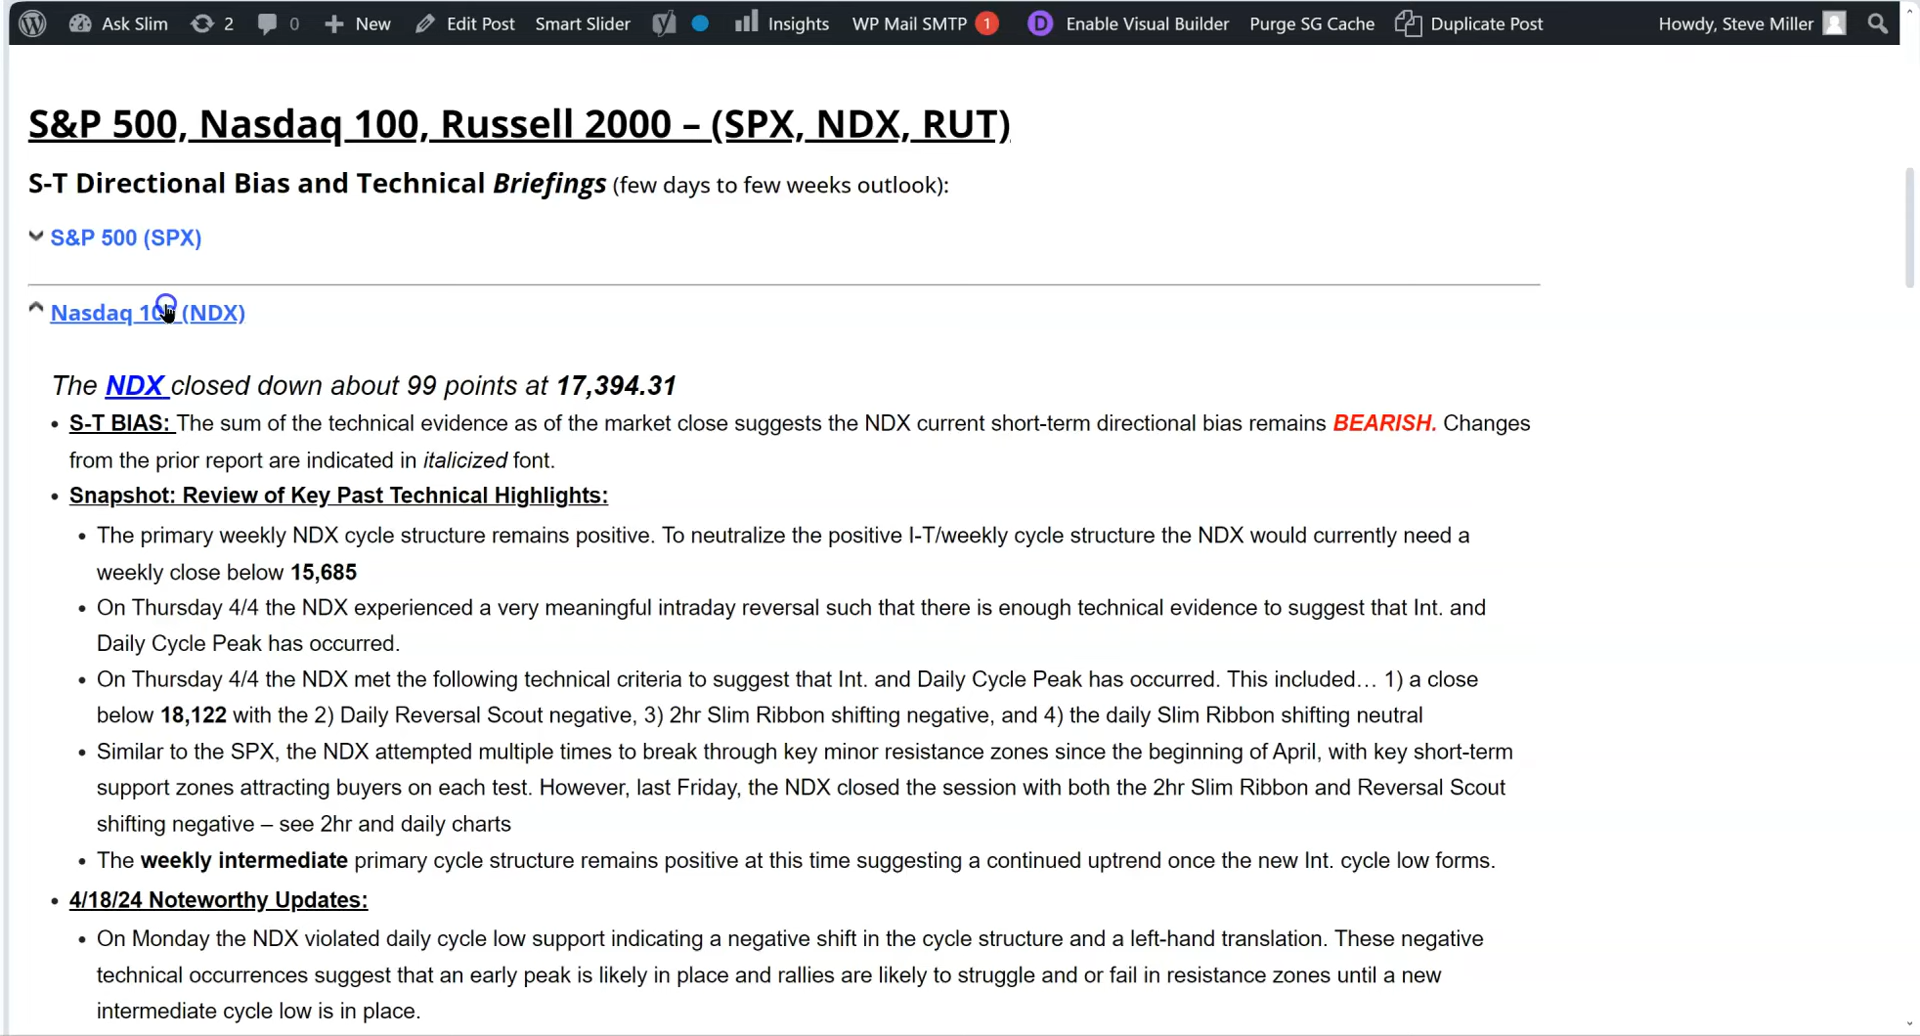 Ask Slim 2 0 New Edit Post Smart Slider Insights WP Mail SMTP 1 D Enable Visual Builder Purge SG Cache Duplicate Post Howdy, Steve Miller
S&P 500, Nasdaq 100, Russell 2000 – (SPX, NDX, RUT)
S-T Directional Bias and Technical Briefings (few days to few weeks outlook):
S&P 500 (SPX)
Nasdaq 100 (NDX)
The NDX closed down about 99 points at 17,394.31
• S-T BIAS: The sum of the technical evidence as of the market close suggests the NDX current short-term directional bias remains BEARISH. Changes
from the prior report are indicated in italicized font.
• Snapshot: Review of Key Past Technical Highlights:
• The primary weekly NDX cycle structure remains positive. To neutralize the positive I-T/weekly cycle structure the NDX would currently need a
weekly close below 15,685
• On Thursday 4/4 the NDX experienced a very meaningful intraday reversal such that there is enough technical evidence to suggest that Int. and
Daily Cycle Peak has occurred.
• On Thursday 4/4 the NDX met the following technical criteria to suggest that Int. and Daily Cycle Peak has occurred. This included… 1) a close
below 18,122 with the 2) Daily Reversal Scout negative, 3) 2hr Slim Ribbon shifting negative, and 4) the daily Slim Ribbon shifting neutral
• Similar to the SPX, the NDX attempted multiple times to break through key minor resistance zones since the beginning of April, with key short-term
support zones attracting buyers on each test. However, last Friday, the NDX closed the session with both the 2hr Slim Ribbon and Reversal Scout
shifting negative – see 2hr and daily charts
• The weekly intermediate primary cycle structure remains positive at this time suggesting a continued uptrend once the new Int. cycle low forms.
• 4/18/24 Noteworthy Updates:
• On Monday the NDX violated daily cycle low support indicating a negative shift in the cycle structure and a left-hand translation. These negative
technical occurrences suggest that an early peak is likely in place and rallies are likely to struggle and or fail in resistance zones until a new
intermediate cycle low is in place.